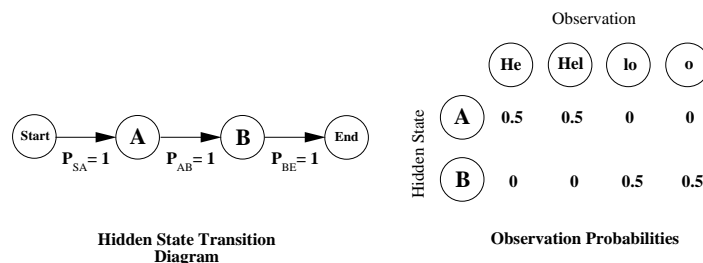 Observation
He Hel lo o
Hidden State
A 0.5 0.5 0 0
B 0 0 0.5 0.5
Start A B End
P_SA = 1 P_AB = 1 P_BE = 1
Hidden State Transition
Diagram
Observation Probabilities